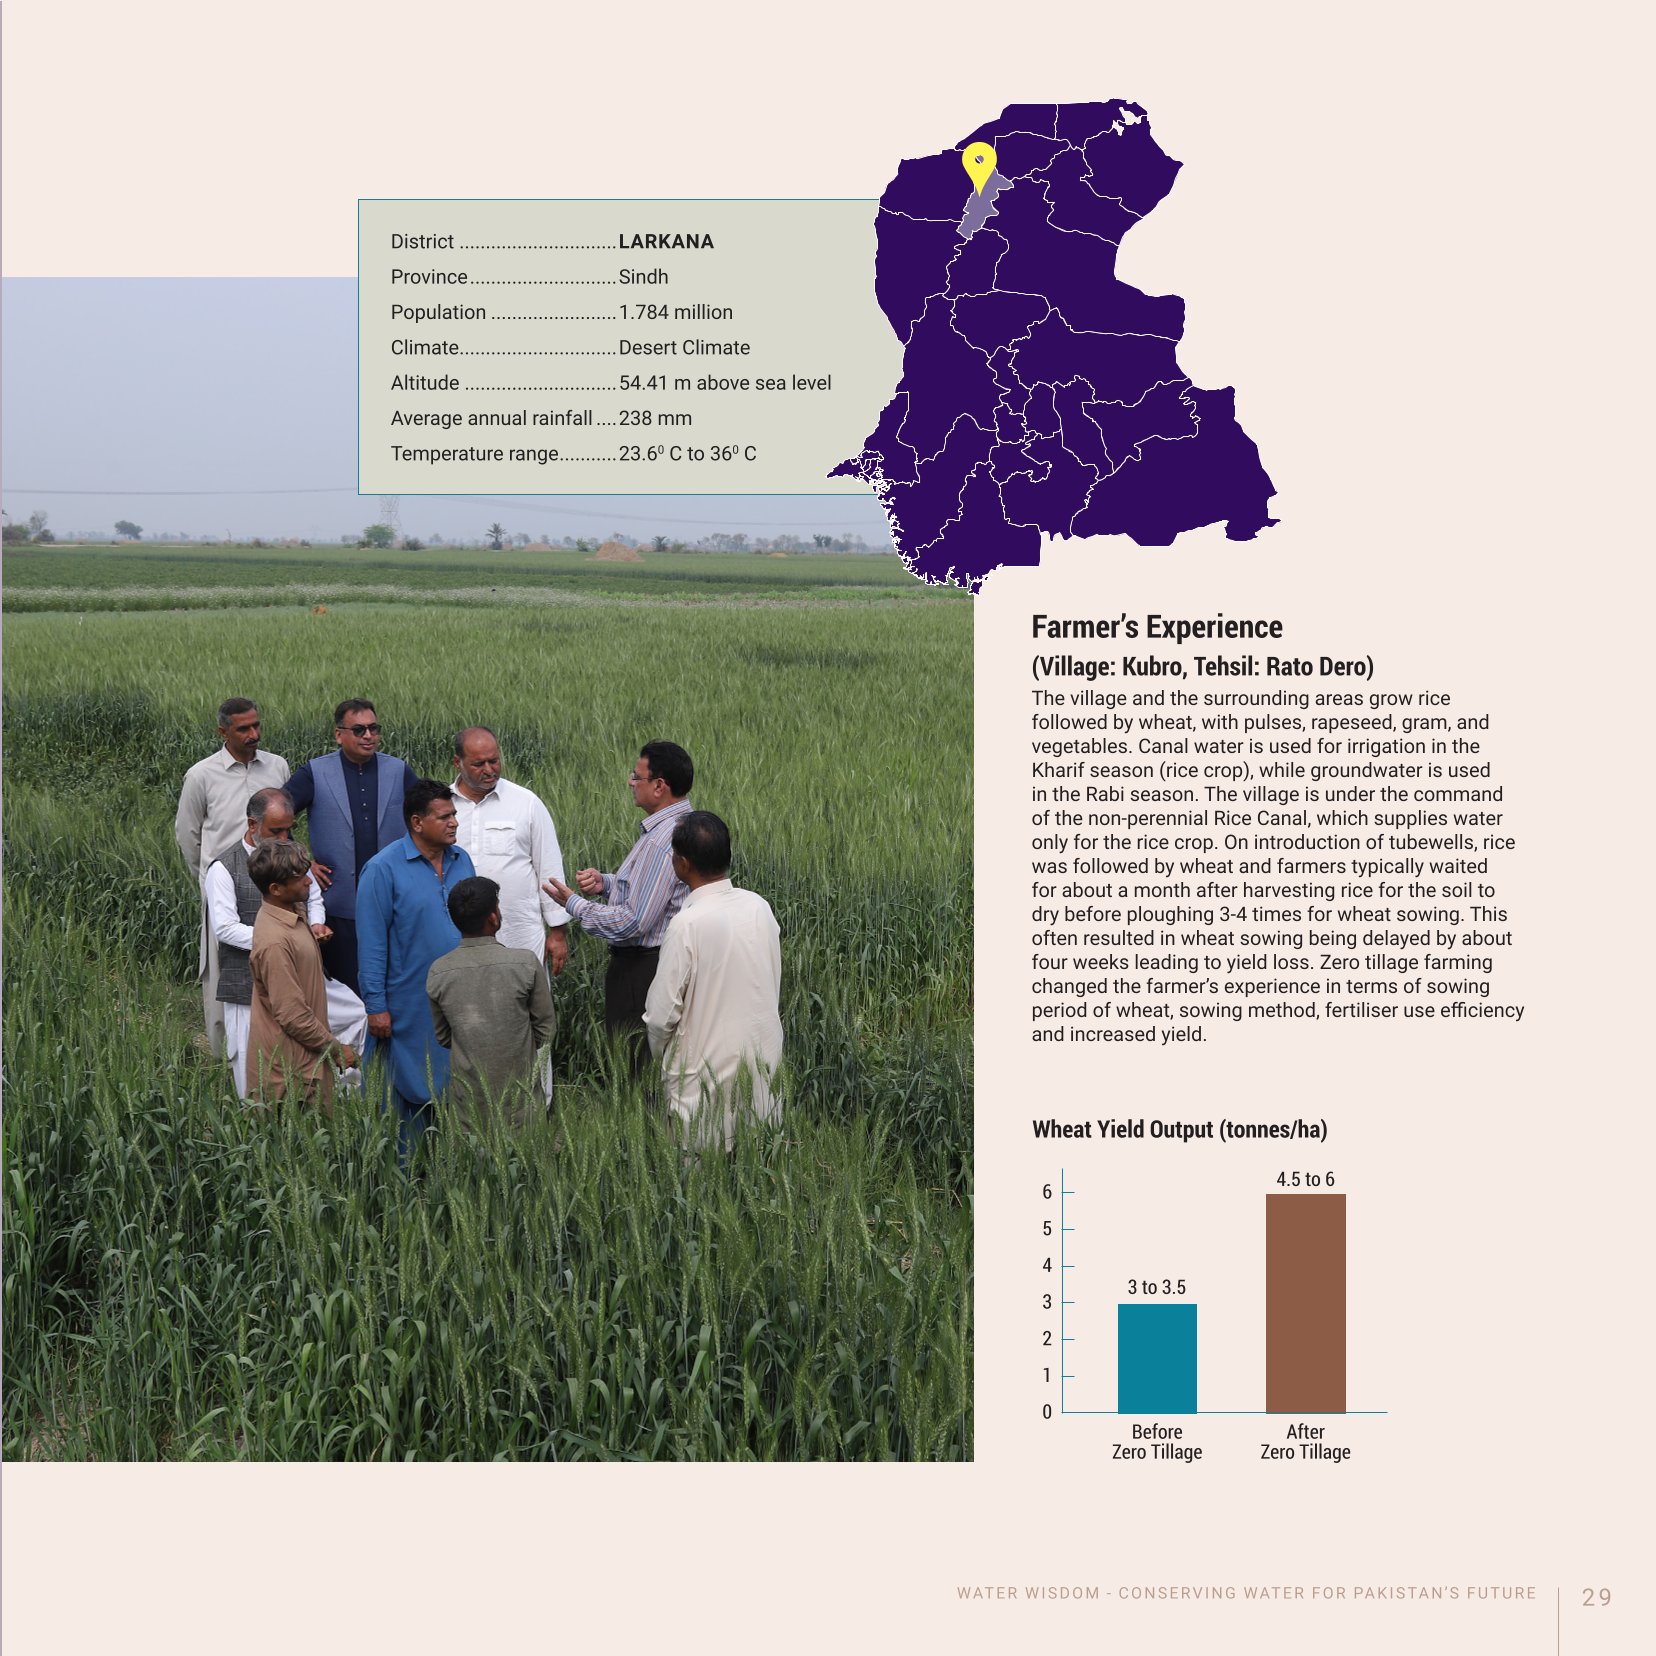 District ..............................LARKANA
Province............................Sindh
Population ........................1.784 million
Climate..............................Desert Climate
Altitude .............................54.41 m above sea level
Average annual rainfall ....238 mm
Temperature range...........23.6⁰ C to 36⁰ C
Farmer’s Experience
(Village: Kubro, Tehsil: Rato Dero)
The village and the surrounding areas grow rice
followed by wheat, with pulses, rapeseed, gram, and
vegetables. Canal water is used for irrigation in the
Kharif season (rice crop), while groundwater is used
in the Rabi season. The village is under the command
of the non-perennial Rice Canal, which supplies water
only for the rice crop. On introduction of tubewells, rice
was followed by wheat and farmers typically waited
for about a month after harvesting rice for the soil to
dry before ploughing 3-4 times for wheat sowing. This
often resulted in wheat sowing being delayed by about
four weeks leading to yield loss. Zero tillage farming
changed the farmer’s experience in terms of sowing
period of wheat, sowing method, fertiliser use efficiency
and increased yield.
Wheat Yield Output (tonnes/ha)
4.5 to 6
6
5
4
3 to 3.5
3
2
1
0
Before
Zero Tillage
After
Zero Tillage
WATER WISDOM - CONSERVING WATER FOR PAKISTAN’S FUTURE
29